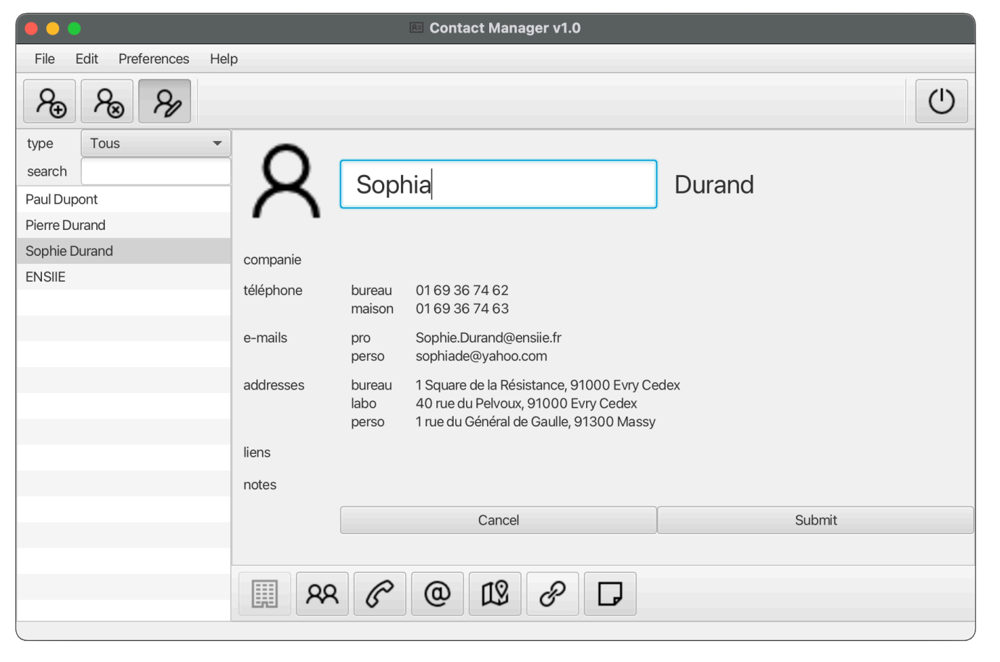 Contact Manager v1.0
File Edit Preferences Help
type Tous
search
Paul Dupont
Pierre Durand
Sophie Durand
ENSIIE
Sophia Durand
companie
téléphone bureau 01 69 36 74 62
maison 01 69 36 74 63
e-mails pro Sophie.Durand@ensiie.fr
perso sophiade@yahoo.com
addresses bureau 1 Square de la Résistance, 91000 Evry Cedex
labo 40 rue du Pelvoux, 91000 Evry Cedex
perso 1 rue du Général de Gaulle, 91300 Massy
liens
notes
Cancel Submit